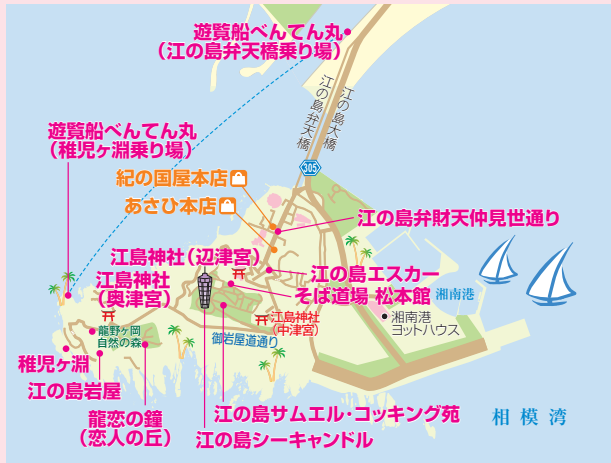 遊覧船べんてん丸
(江の島弁天橋乗り場)
江の島大橋
江の島弁天橋
遊覧船べんてん丸
(稚児ヶ淵乗り場)
305
紀の国屋本店
あさひ本店
江の島弁財天仲見世通り
江島神社(辺津宮)
江の島エスカー
江島神社
(奥津宮)
そば道場 松本館
湘南港
江島神社
(中津宮)
湘南港
ヨットハウス
龍野ヶ岡
自然の森
御岩屋道通り
稚児ヶ淵
江の島岩屋
龍恋の鐘
(恋人の丘)
江の島サムエル・コッキング苑
江の島シーキャンドル
相模湾